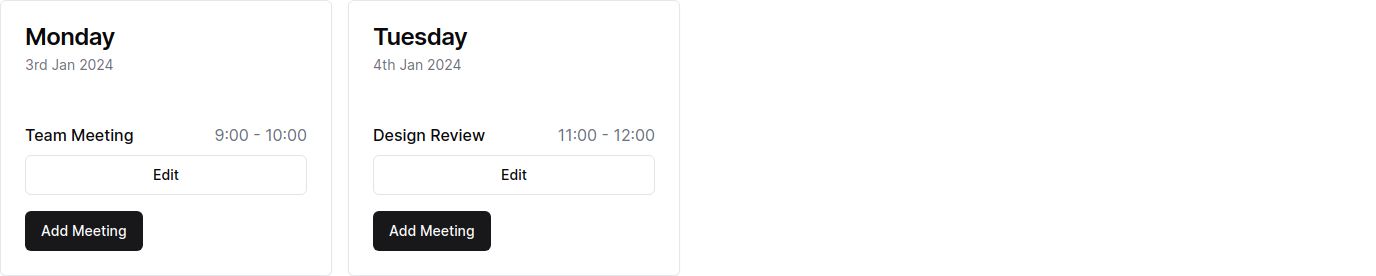 Monday
3rd Jan 2024
Team Meeting 9:00 - 10:00
Edit
Add Meeting
Tuesday
4th Jan 2024
Design Review 11:00 - 12:00
Edit
Add Meeting